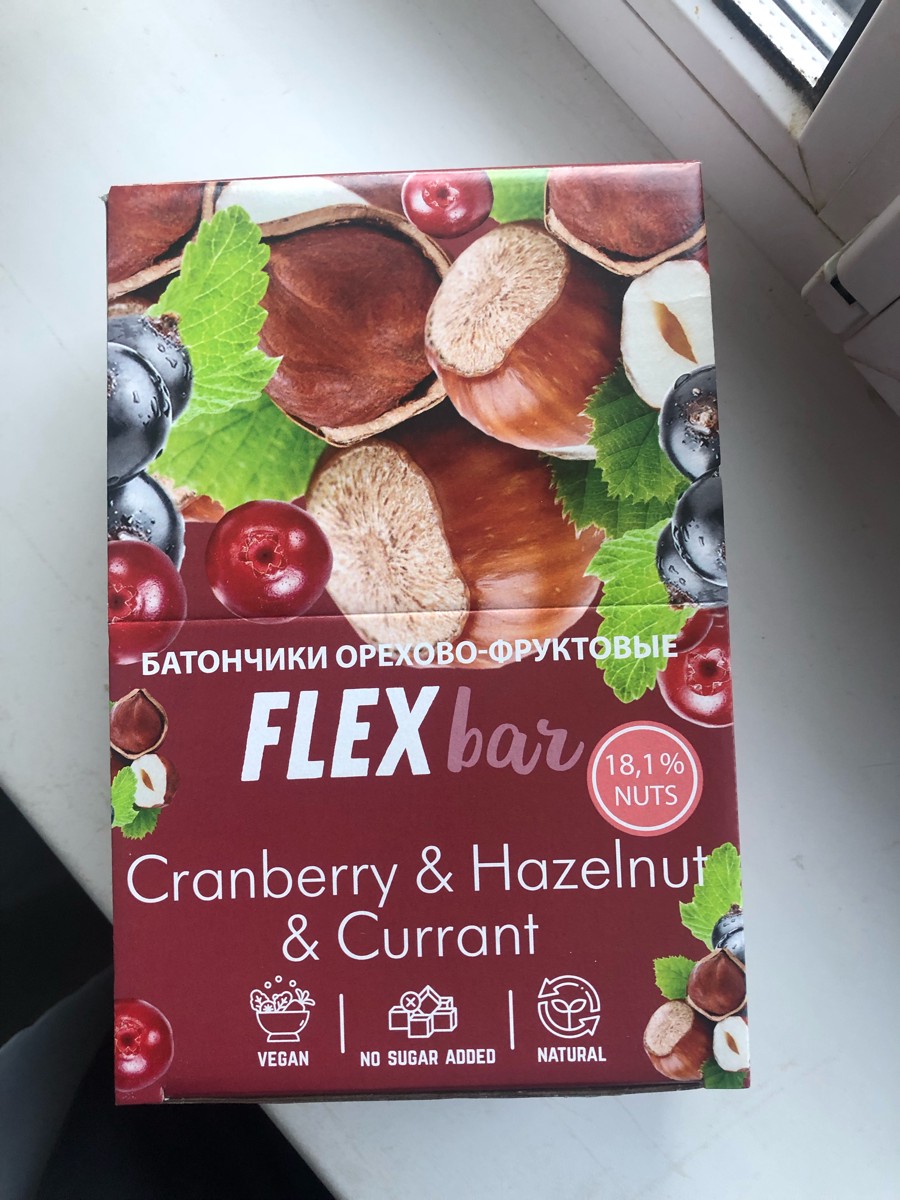 БАТОНЧИКИ ОРЕХОВО-ФРУКТОВЫЕ
FLEX bar
18,1%
NUTS
Cranberry & Hazelnut
& Currant
VEGAN
NO SUGAR ADDED
NATURAL